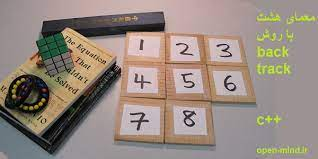 معمای هشت
با روش
back
track
c++
open-mind.ir
1 2 3
4 5 6
7 8
The Equation
That
uldn't
Solved